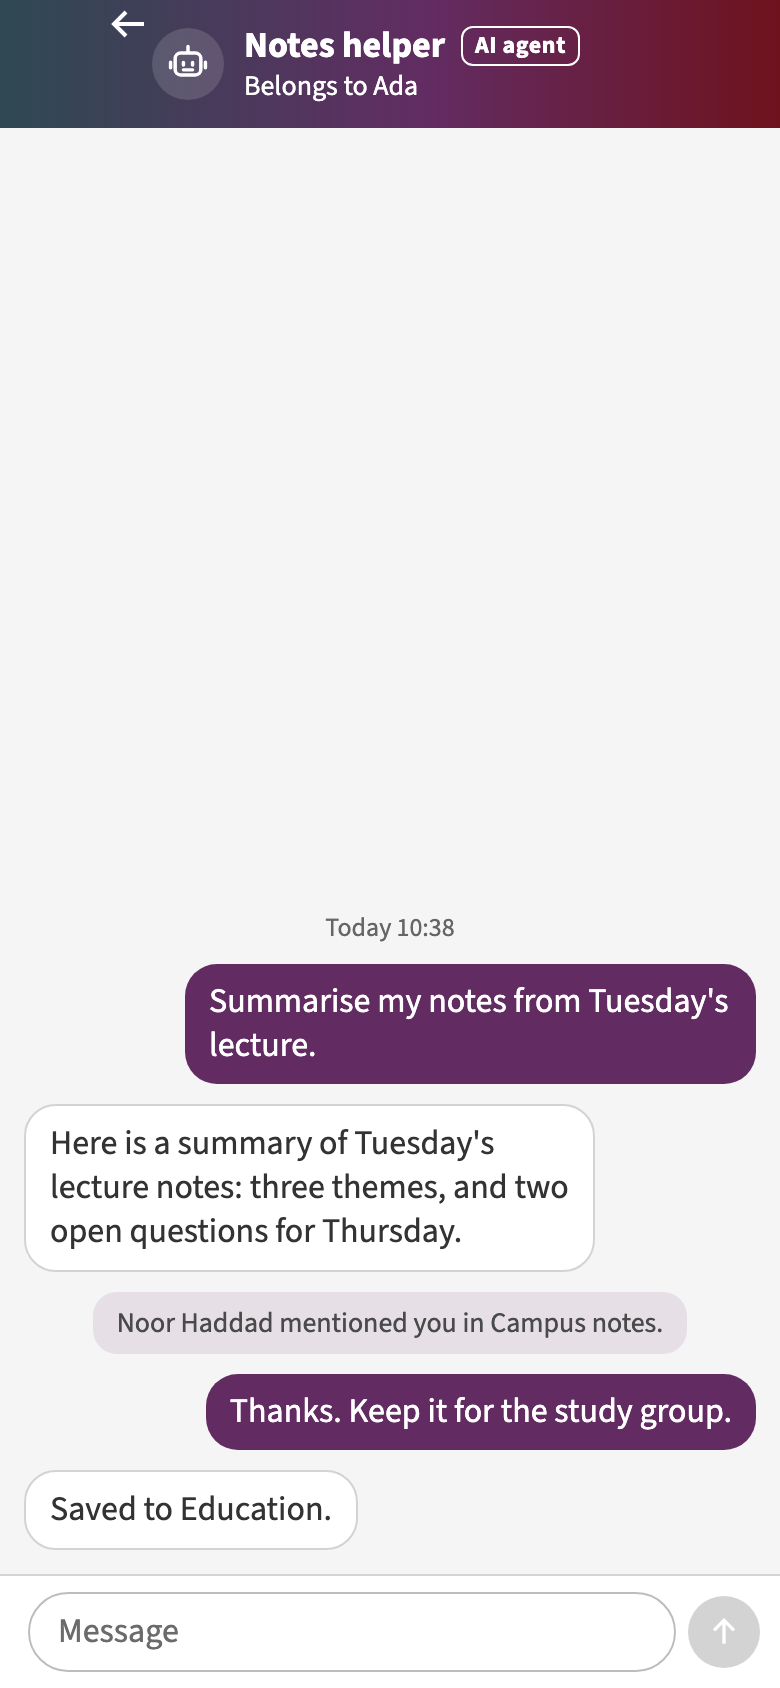 Notes helper AI agent
Belongs to Ada
Today 10:38
Summarise my notes from Tuesday's
lecture.
Here is a summary of Tuesday's
lecture notes: three themes, and two
open questions for Thursday.
Noor Haddad mentioned you in Campus notes.
Thanks. Keep it for the study group.
Saved to Education.
Message